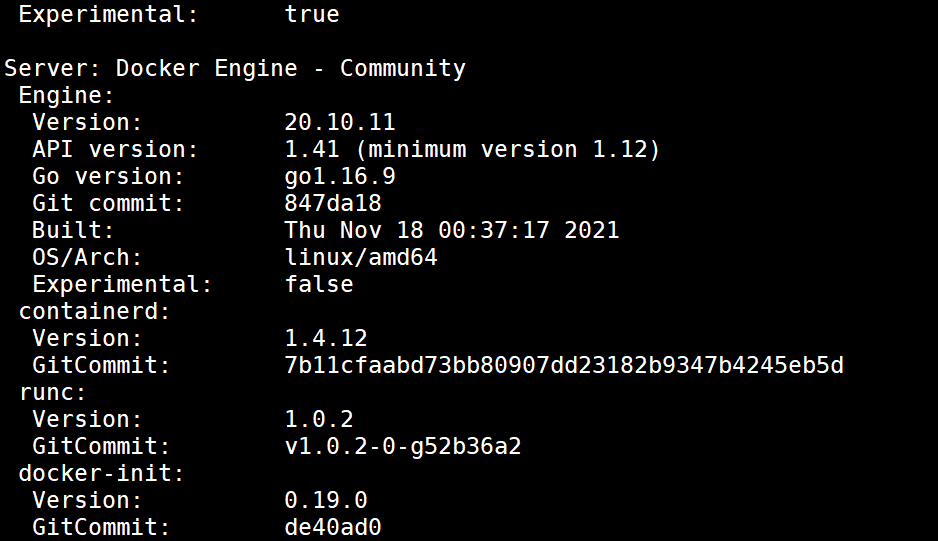 Experimental: true
Server: Docker Engine - Community
Engine:
Version: 20.10.11
API version: 1.41 (minimum version 1.12)
Go version: go1.16.9
Git commit: 847da18
Built: Thu Nov 18 00:37:17 2021
OS/Arch: linux/amd64
Experimental: false
containerd:
Version: 1.4.12
GitCommit: 7b11cfaabd73bb80907dd23182b9347b4245eb5d
runc:
Version: 1.0.2
GitCommit: v1.0.2-0-g52b36a2
docker-init:
Version: 0.19.0
GitCommit: de40ad0